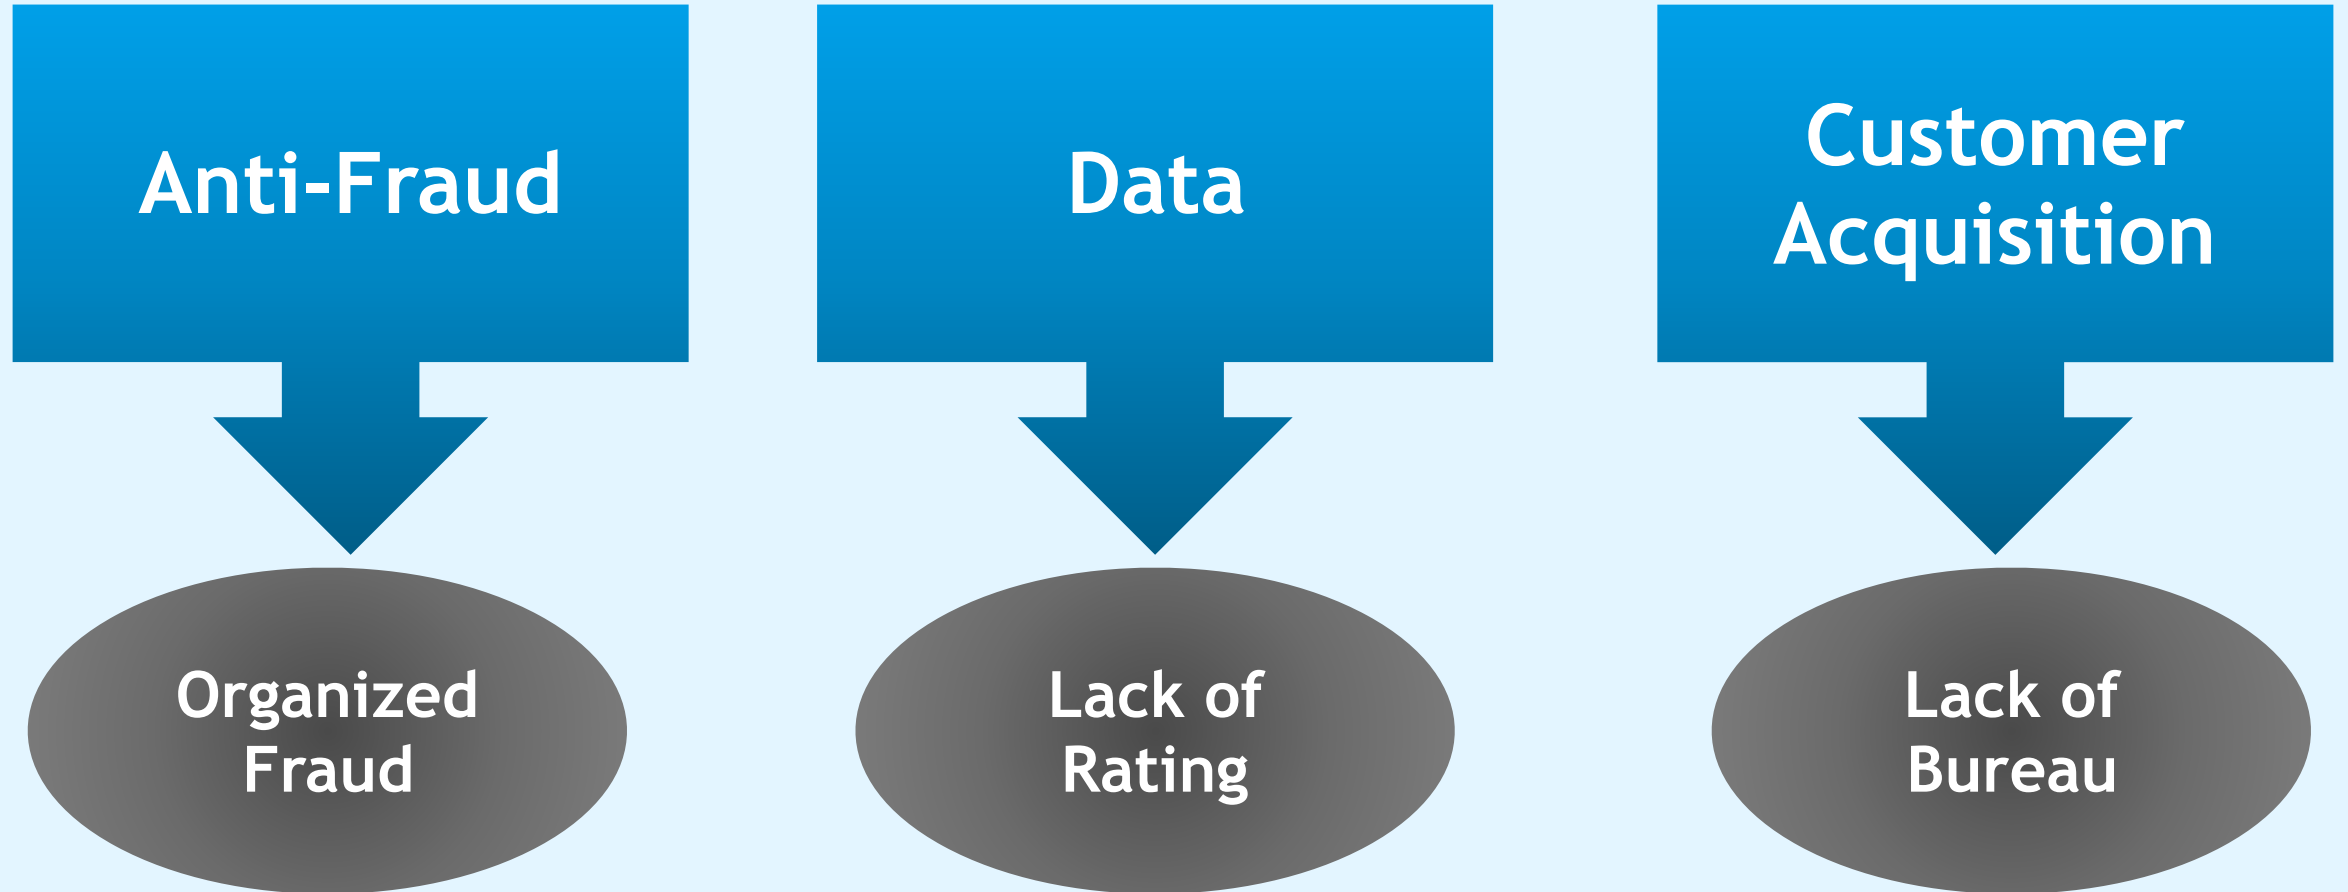 Anti-Fraud
Organized
Fraud
Data
Lack of
Rating
Customer
Acquisition
Lack of
Bureau